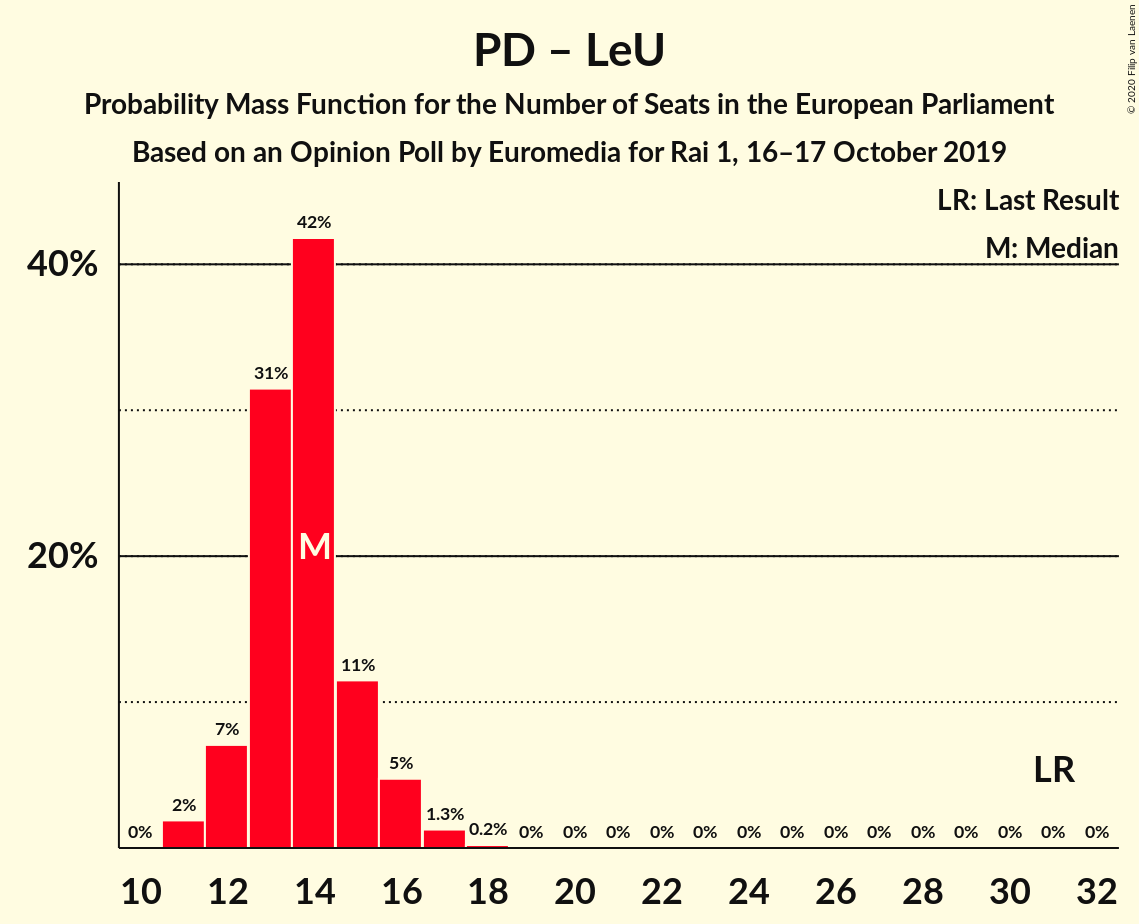 PD – LeU
Probability Mass Function for the Number of Seats in the European Parliament
Based on an Opinion Poll by Euromedia for Rai 1, 16–17 October 2019
© 2020 Filip van Laenen
LR: Last Result
M: Median
40%
20%
0%
2%
7%
31%
42%
11%
5%
1.3%
0.2%
0%
0%
0%
0%
0%
0%
0%
0%
0%
0%
0%
0%
0%
0%
M
LR
10 12 14 16 18 20 22 24 26 28 30 32